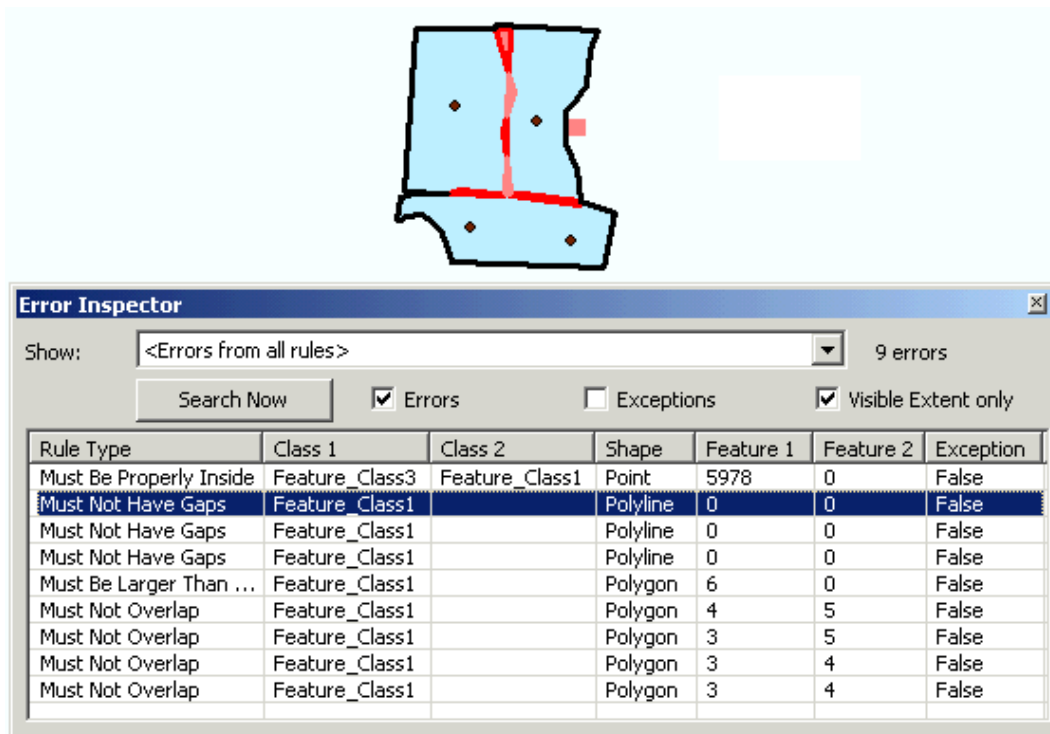 Error Inspector
Show: <Errors from all rules> 9 errors
Search Now Errors Exceptions Visible Extent only
Rule Type Class 1 Class 2 Shape Feature 1 Feature 2 Exception
Must Be Properly Inside Feature_Class3 Feature_Class1 Point 5978 0 False
Must Not Have Gaps Feature_Class1 Polyline 0 0 False
Must Not Have Gaps Feature_Class1 Polyline 0 0 False
Must Not Have Gaps Feature_Class1 Polyline 0 0 False
Must Be Larger Than ... Feature_Class1 Polygon 6 0 False
Must Not Overlap Feature_Class1 Polygon 4 5 False
Must Not Overlap Feature_Class1 Polygon 3 5 False
Must Not Overlap Feature_Class1 Polygon 3 4 False
Must Not Overlap Feature_Class1 Polygon 3 4 False